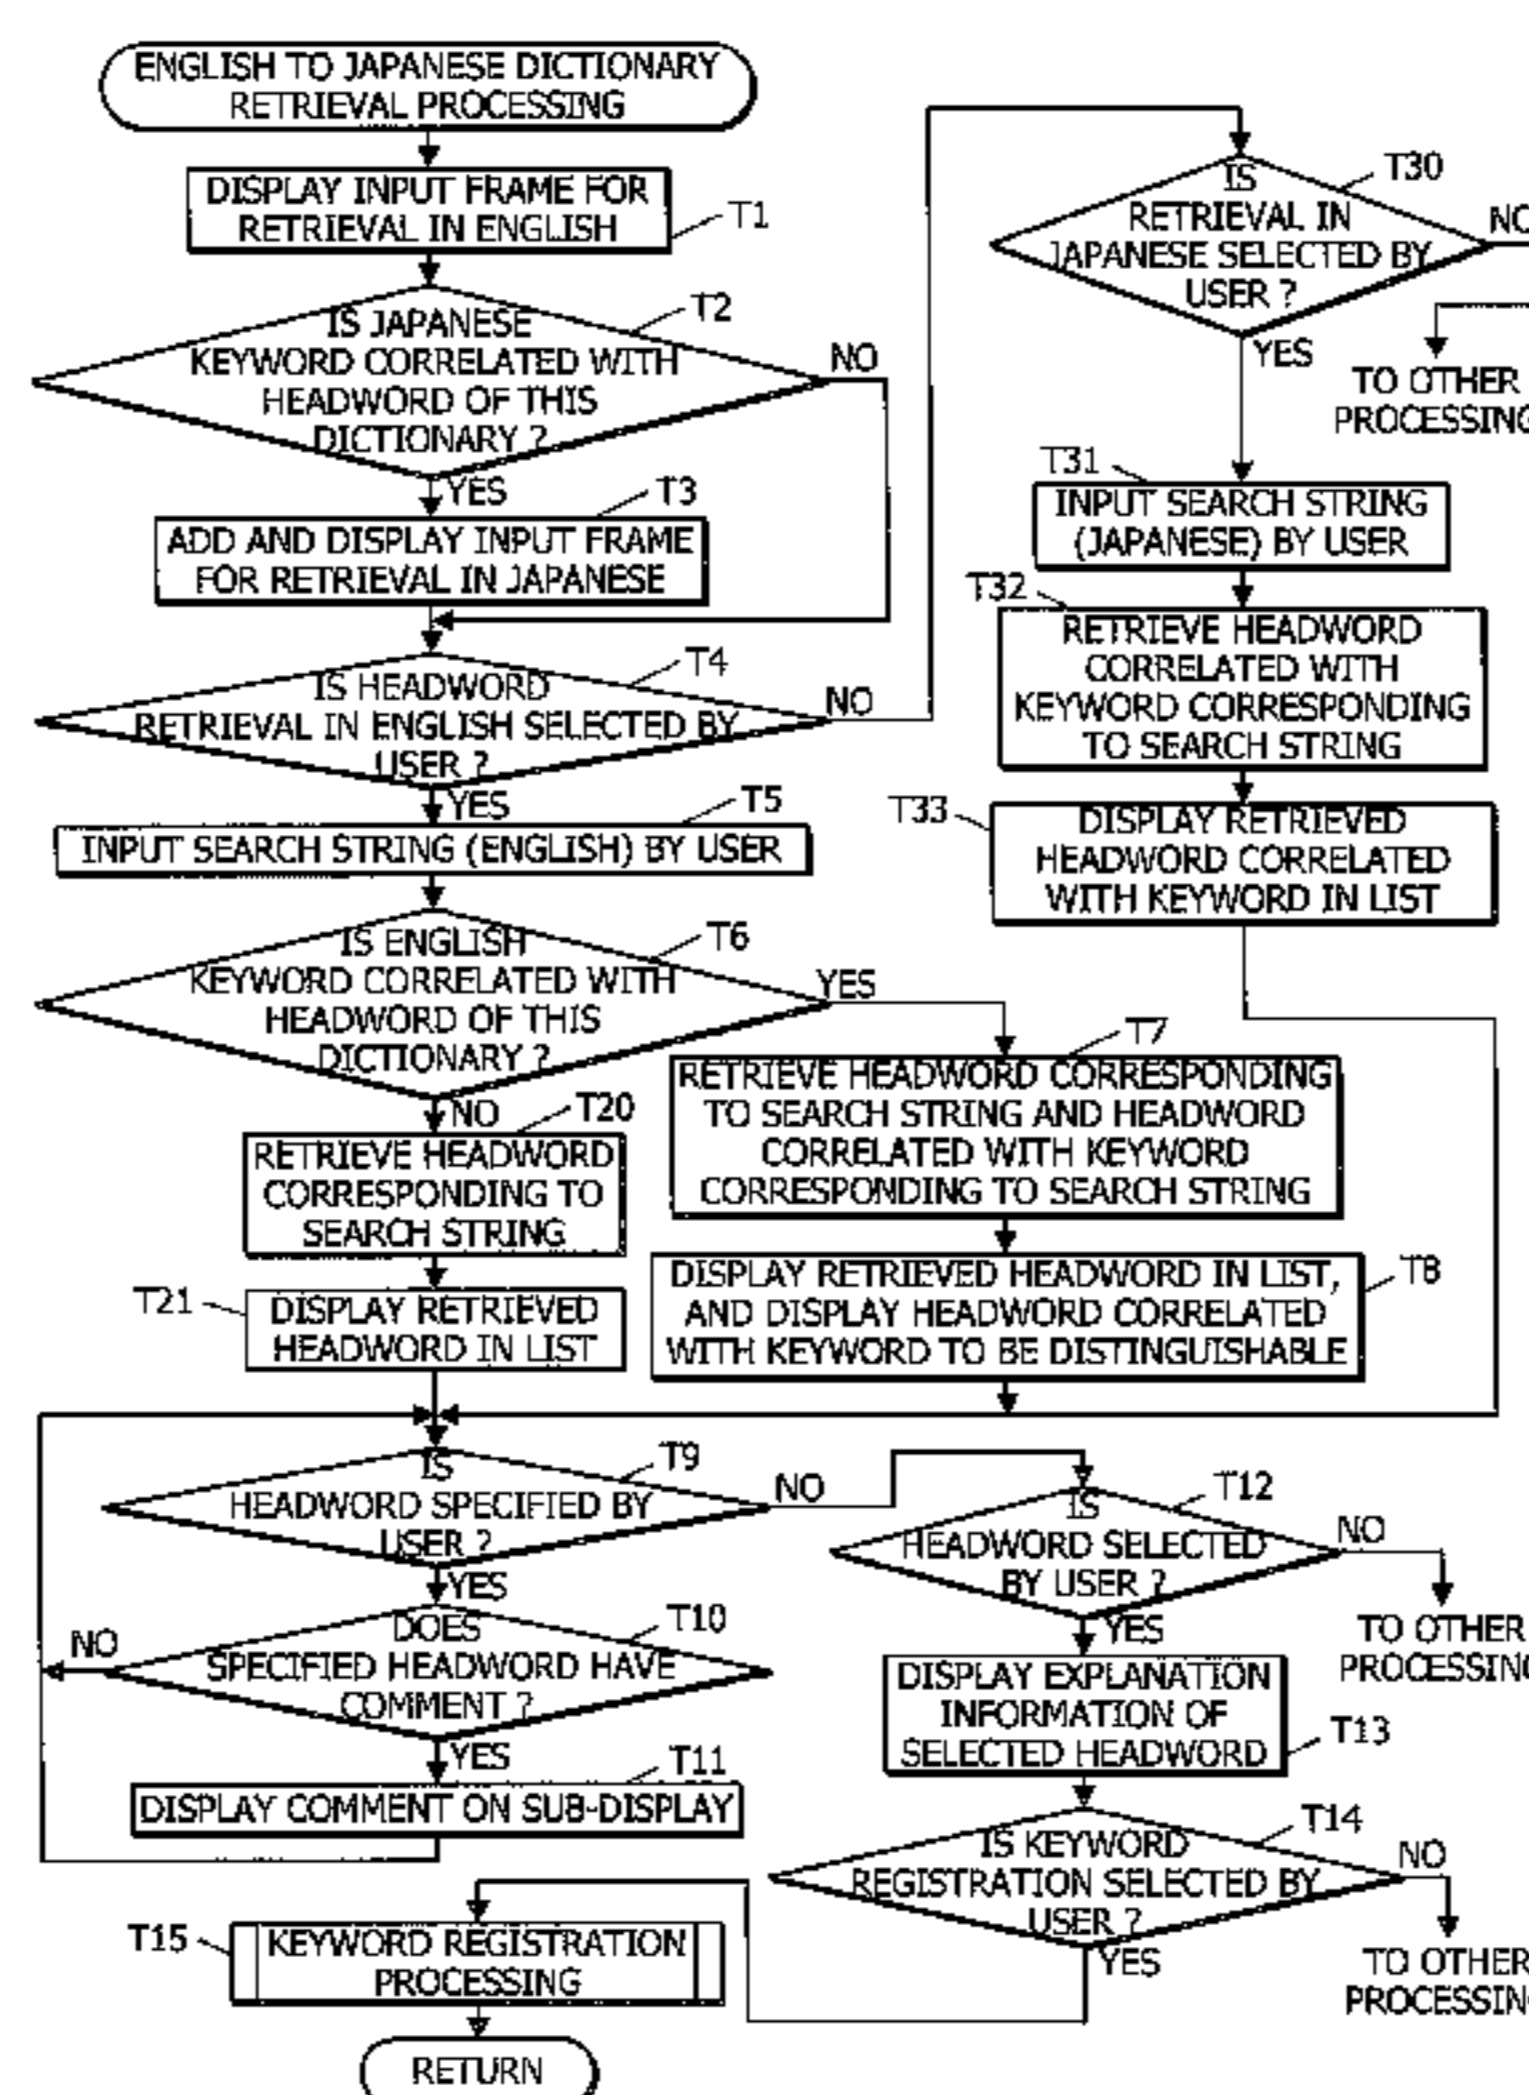 ENGLISH TO JAPANESE DICTIONARY
RETRIEVAL PROCESSING
DISPLAY INPUT FRAME FOR
RETRIEVAL IN ENGLISH
T1
IS JAPANESE
KEYWORD CORRELATED WITH
HEADWORD OF THIS
DICTIONARY ?
T2
NO
YES
T3
ADD AND DISPLAY INPUT FRAME
FOR RETRIEVAL IN JAPANESE
IS HEADWORD
RETRIEVAL IN ENGLISH SELECTED BY
USER ?
T4
NO
YES
T5
INPUT SEARCH STRING (ENGLISH) BY USER
IS ENGLISH
KEYWORD CORRELATED WITH
HEADWORD OF THIS
DICTIONARY ?
T6
YES
NO
T20
RETRIEVE HEADWORD
CORRESPONDING TO
SEARCH STRING
T21
DISPLAY RETRIEVED
HEADWORD IN LIST
T7
RETRIEVE HEADWORD CORRESPONDING
TO SEARCH STRING AND HEADWORD
CORRELATED WITH KEYWORD
CORRESPONDING TO SEARCH STRING
DISPLAY RETRIEVED HEADWORD IN LIST,
AND DISPLAY HEADWORD CORRELATED
WITH KEYWORD TO BE DISTINGUISHABLE
T8
IS
RETRIEVAL IN
JAPANESE SELECTED BY
USER ?
T30
NO
YES
TO OTHER
PROCESSING
T31
INPUT SEARCH STRING
(JAPANESE) BY USER
T32
RETRIEVE HEADWORD
CORRELATED WITH
KEYWORD CORRESPONDING
TO SEARCH STRING
T33
DISPLAY RETRIEVED
HEADWORD CORRELATED
WITH KEYWORD IN LIST
IS
HEADWORD SPECIFIED BY
USER ?
T9
NO
YES
DOES
SPECIFIED HEADWORD HAVE
COMMENT ?
T10
NO
YES
T11
DISPLAY COMMENT ON SUB-DISPLAY
IS
HEADWORD SELECTED
BY USER ?
T12
NO
YES
TO OTHER
PROCESSING
DISPLAY EXPLANATION
INFORMATION OF
SELECTED HEADWORD
T13
IS KEYWORD
REGISTRATION SELECTED BY
USER ?
T14
NO
YES
TO OTHER
PROCESSING
T15
KEYWORD REGISTRATION
PROCESSING
RETURN